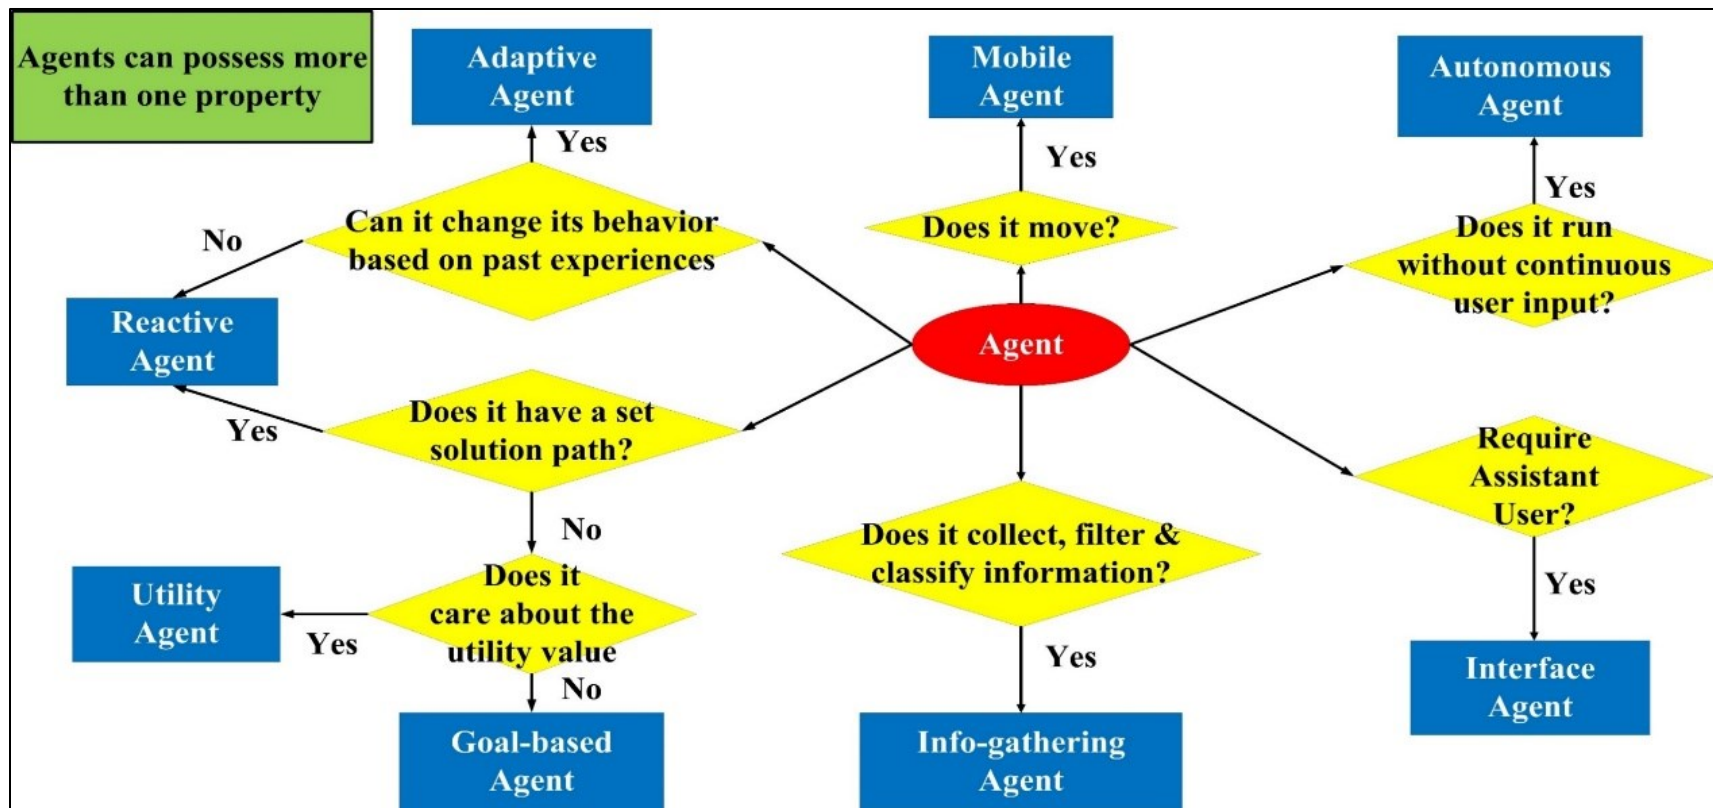 Agents can possess more
than one property
Adaptive
Agent
Yes
Can it change its behavior
based on past experiences
No
Reactive
Agent
Yes
Does it have a set
solution path?
No
Does it
care about the
utility value
Yes
Utility
Agent
No
Goal-based
Agent
Mobile
Agent
Yes
Does it move?
Agent
Does it collect, filter &
classify information?
Yes
Info-gathering
Agent
Autonomous
Agent
Yes
Does it run
without continuous
user input?
Require
Assistant
User?
Yes
Interface
Agent